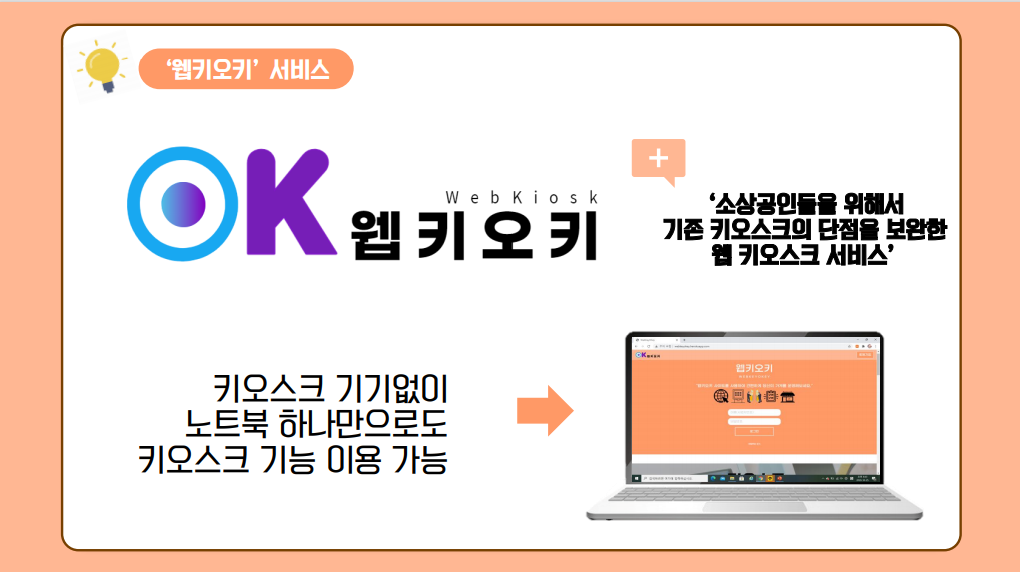 ‘웹키오키’ 서비스
OK
WebKiosk
웹키오키
‘소상공인들을 위해서
기존 키오스크의 단점을 보완한
웹 키오스크 서비스’
키오스크 기기없이
노트북 하나만으로도
키오스크 기능 이용 가능
OK
웹키오키